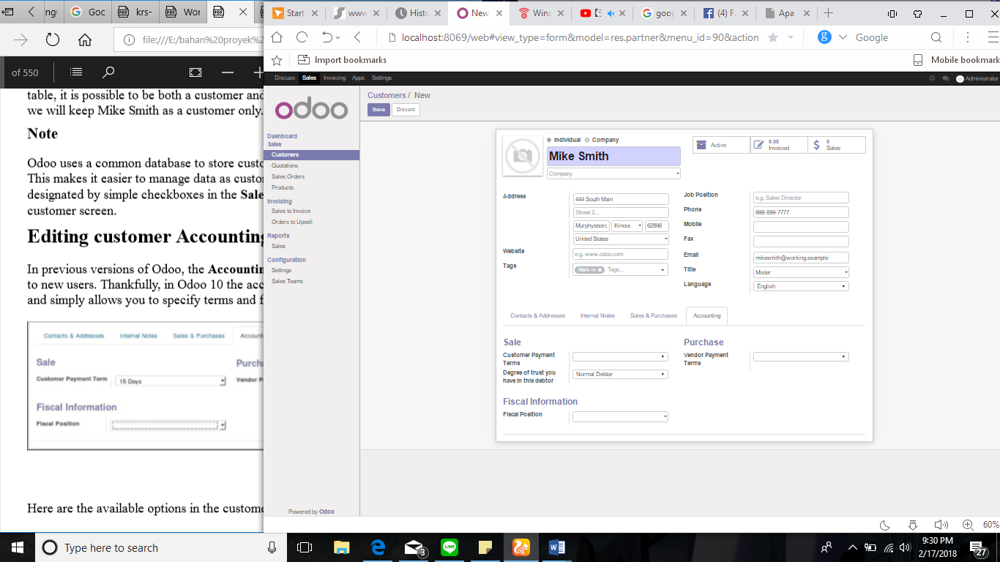 ng
Goc
krs-
Wor
file:///E:/bahan%20proyek%2
of 550
table, it is possible to be both a customer and
we will keep Mike Smith as a customer only.
Note
Odoo uses a common database to store custo
This makes it easier to manage data as custo
designated by simple checkboxes in the Sale
customer screen.
Editing customer Accounting
In previous versions of Odoo, the Accountin
to new users. Thankfully, in Odoo 10 the acc
and simply allows you to specify terms and f
Contacts & Addresses Internal Notes Sales & Purchases Account
Sale Purcha
Customer Payment Term 15 Days Vendor P
Fiscal Information
Fiscal Position
Here are the available options in the custome
Start
www
Histo
New
Winc
goog
(4) F
Apa
localhost:8069/web#view_type=form&model=res.partner&menu_id=90&action
Google
Import bookmarks
Mobile bookmark
Discuss Sales Invoicing Apps Settings
Administrator
odoo
Dashboard
Sales
Customers
Quotations
Sales Orders
Products
Invoicing
Sales to Invoice
Orders to Upsell
Reports
Sales
Configuration
Settings
Sales Teams
Powered by Odoo
Customers / New
Save Discard
Individual Company
Mike Smith
Company
Active
0.00
Invoiced
$ 0
Sales
Address
444 South Main
Street 2...
Murphysborc Illinois 62896
United States
Website e.g. www.odoo.com
Tags Walk in ✖ Tags...
Job Position e.g. Sales Director
Phone 999-899-7777
Mobile
Fax
Email mikesmith@working.example
Title Mister
Language English
Contacts & Addresses Internal Notes Sales & Purchases Accounting
Sale
Customer Payment
Terms
Degree of trust you
have in this debtor Normal Debtor
Purchase
Vendor Payment
Terms
Fiscal Information
Fiscal Position
60%
Type here to search
3
LINE
9:30 PM
2/17/2018
27